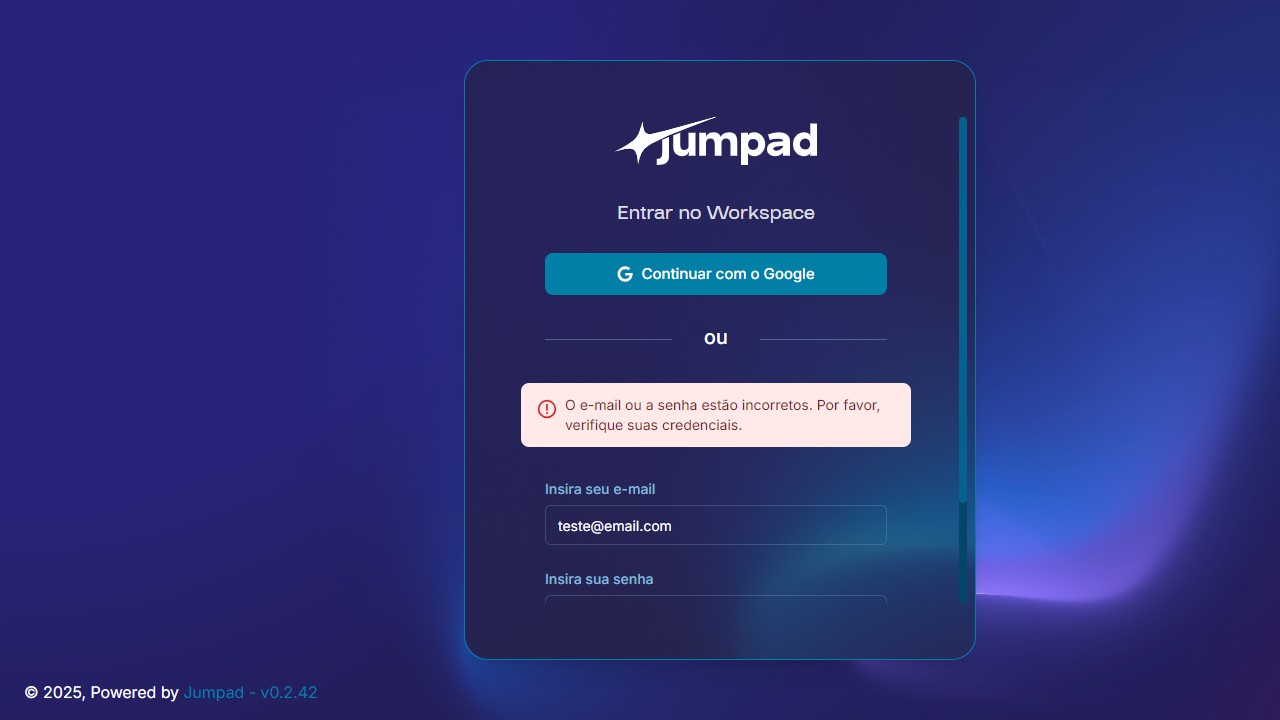 jumpad
Entrar no Workspace
Continuar com o Google
ou
O e-mail ou a senha estão incorretos. Por favor,
verifique suas credenciais.
Insira seu e-mail
teste@email.com
Insira sua senha
© 2025, Powered by Jumpad - v0.2.42